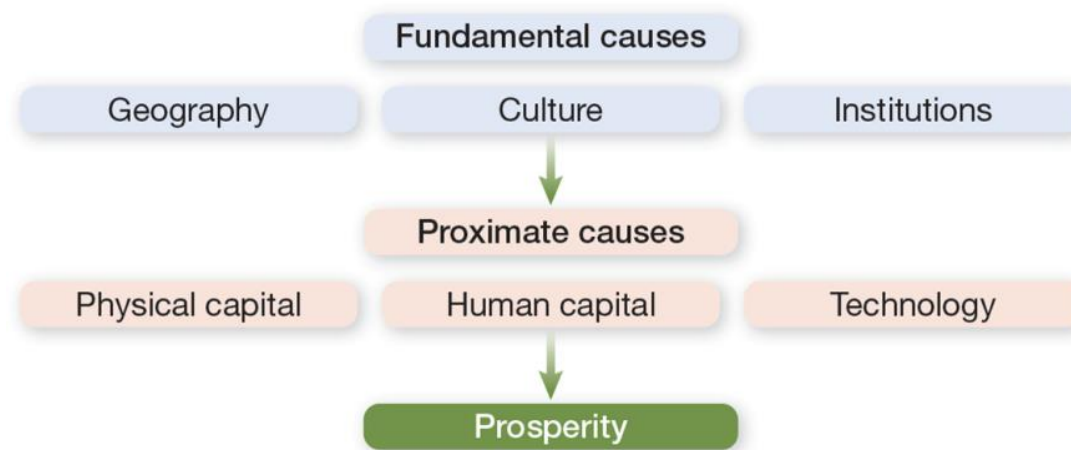 Fundamental causes
Geography
Culture
Institutions
Proximate causes
Physical capital
Human capital
Technology
Prosperity